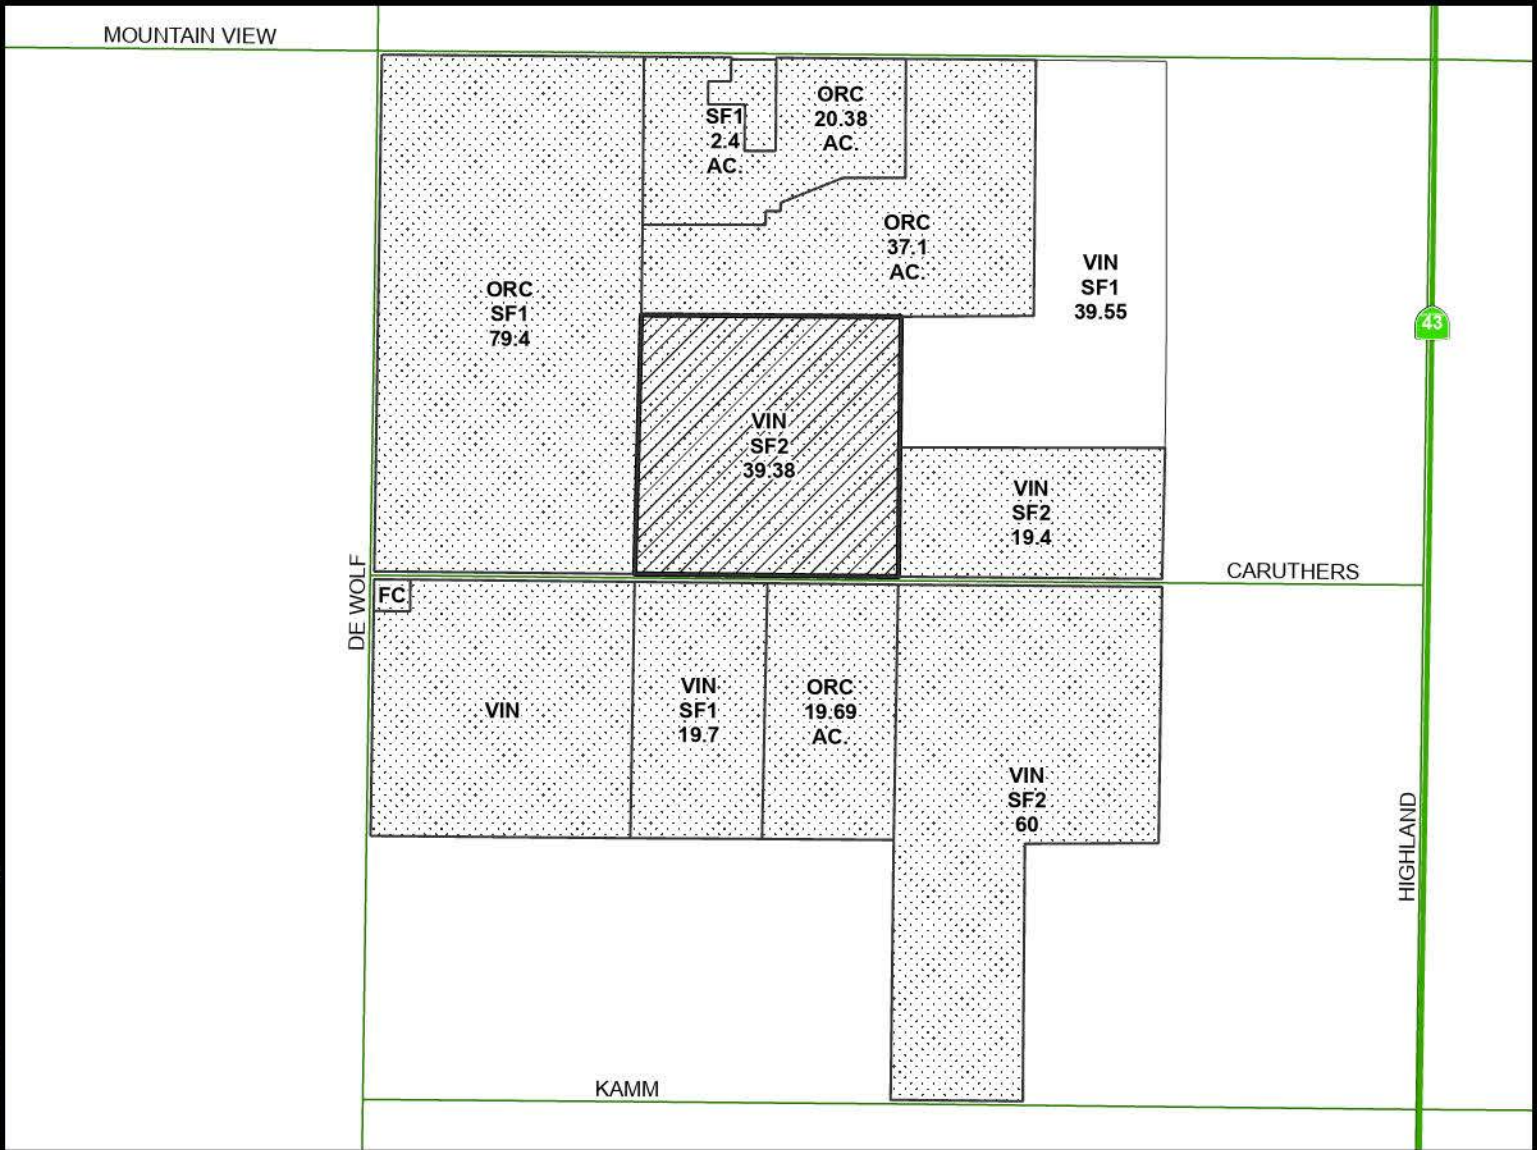 MOUNTAIN VIEW
ORC
20.38
AC.
SF1
2.4
AC.
ORC
37.1
AC.
VIN
SF1
39.55
ORC
SF1
79.4
43
VIN
SF2
39.38
VIN
SF2
19.4
DE WOLF
CARUTHERS
FC
VIN
VIN
SF1
19.7
ORC
19.69
AC.
VIN
SF2
60
HIGHLAND
KAMM